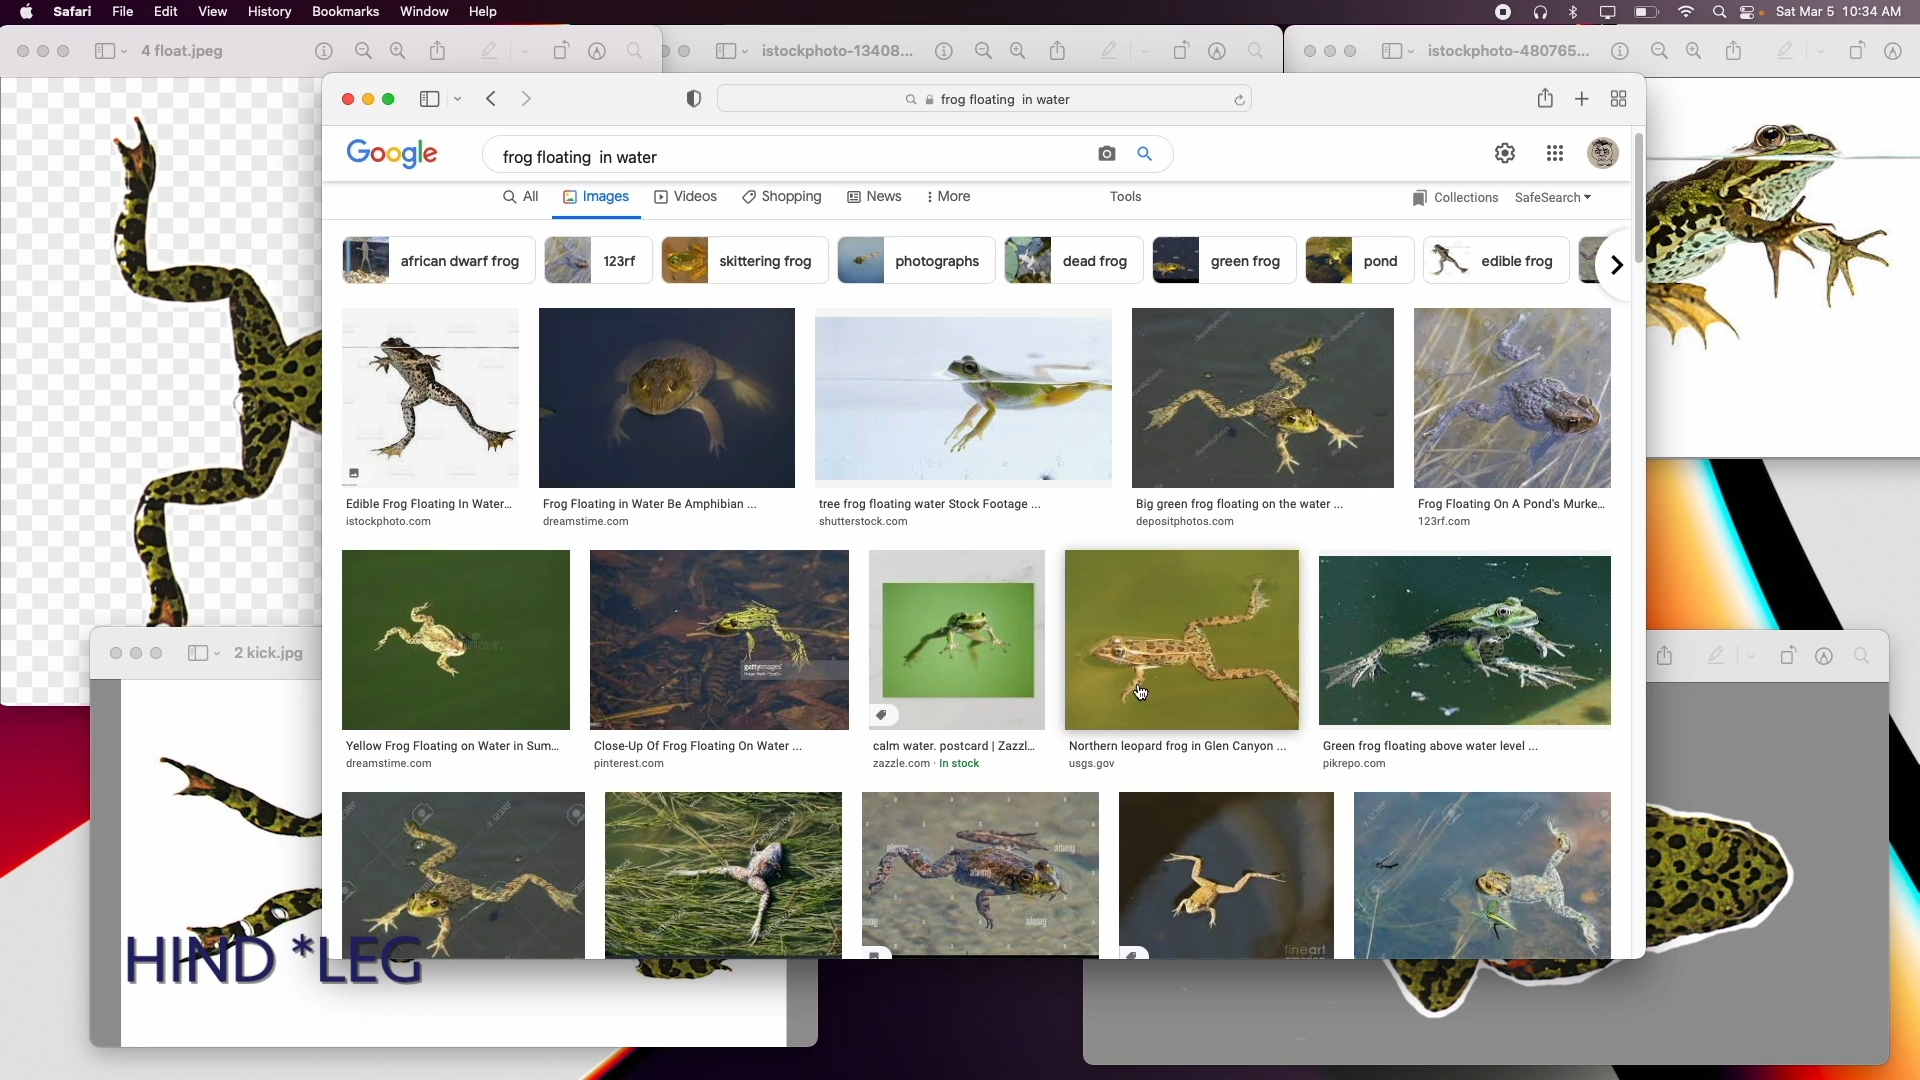 Safari File Edit View History Bookmarks Window Help Sat Mar 5 10:34 AM
4 float.jpeg
istockphoto-13408...
istockphoto-480765...
frog floating in water
Google
frog floating in water
All Images Videos Shopping News More Tools Collections SafeSearch
african dwarf frog 123rf skittering frog photographs dead frog green frog pond edible frog
Edible Frog Floating In Water...
istockphoto.com
Frog Floating in Water Be Amphibian ...
dreamstime.com
tree frog floating water Stock Footage ...
shutterstock.com
Big green frog floating on the water ...
depositphotos.com
Frog Floating On A Pond's Murke...
123rf.com
2 kick.jpg
gettyimages
Yellow Frog Floating on Water in Sum...
dreamstime.com
Close-Up Of Frog Floating On Water ...
pinterest.com
calm water. postcard | Zazzl...
zazzle.com · In stock
Northern leopard frog in Glen Canyon ...
usgs.gov
Green frog floating above water level ...
pikrepo.com
alamy
alamy
alamy
alamy
alamy
fineart
HIND *LEG